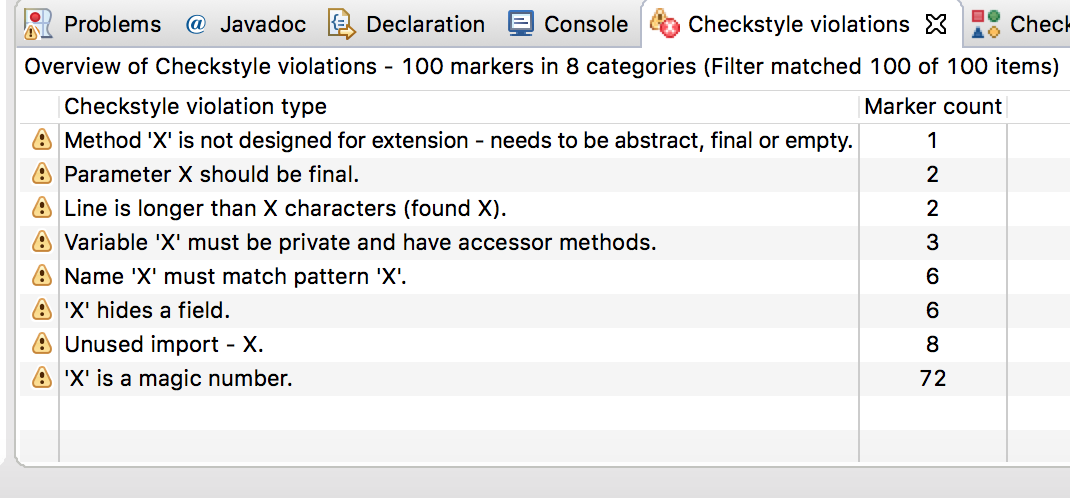 Problems @ Javadoc Declaration Console Checkstyle violations Check
Overview of Checkstyle violations - 100 markers in 8 categories (Filter matched 100 of 100 items)
Checkstyle violation type Marker count
Method 'X' is not designed for extension - needs to be abstract, final or empty. 1
Parameter X should be final. 2
Line is longer than X characters (found X). 2
Variable 'X' must be private and have accessor methods. 3
Name 'X' must match pattern 'X'. 6
'X' hides a field. 6
Unused import - X. 8
'X' is a magic number. 72